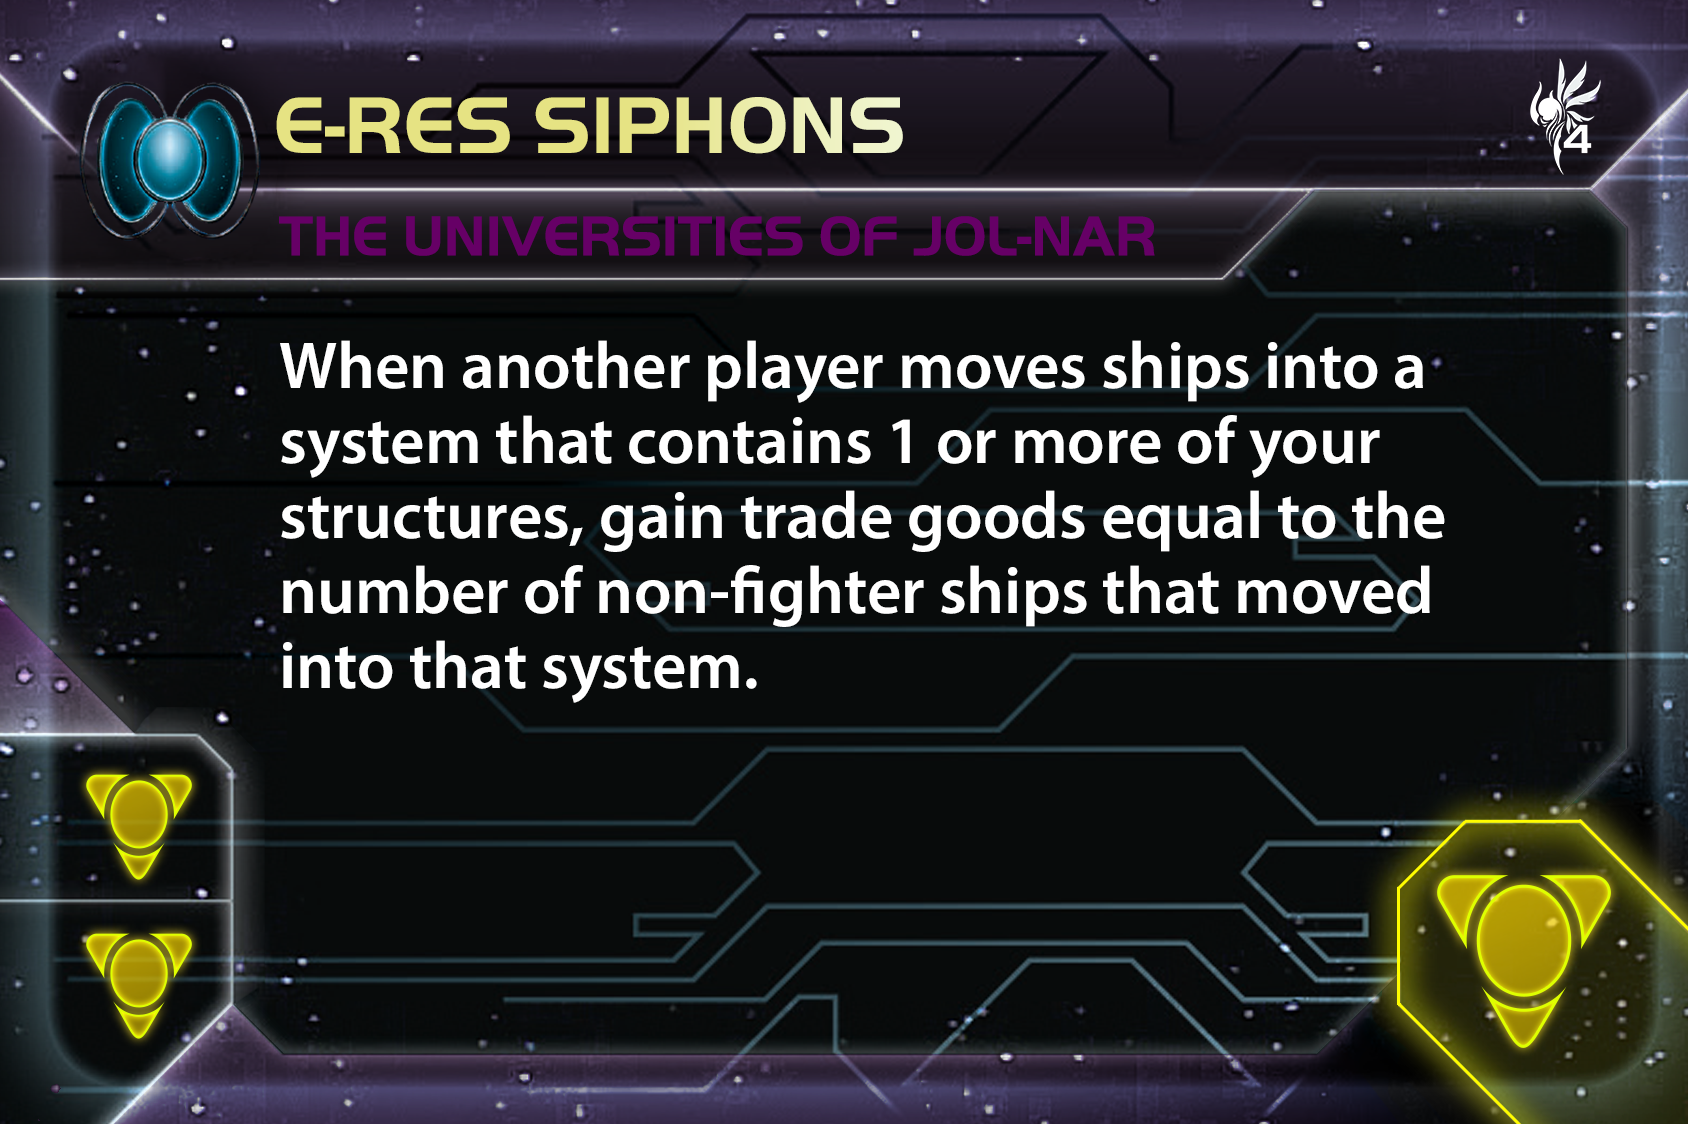 E-RES SIPHONS
4
THE UNIVERSITIES OF JOL-NAR
When another player moves ships into a
system that contains 1 or more of your
structures, gain trade goods equal to the
number of non-fighter ships that moved
into that system.